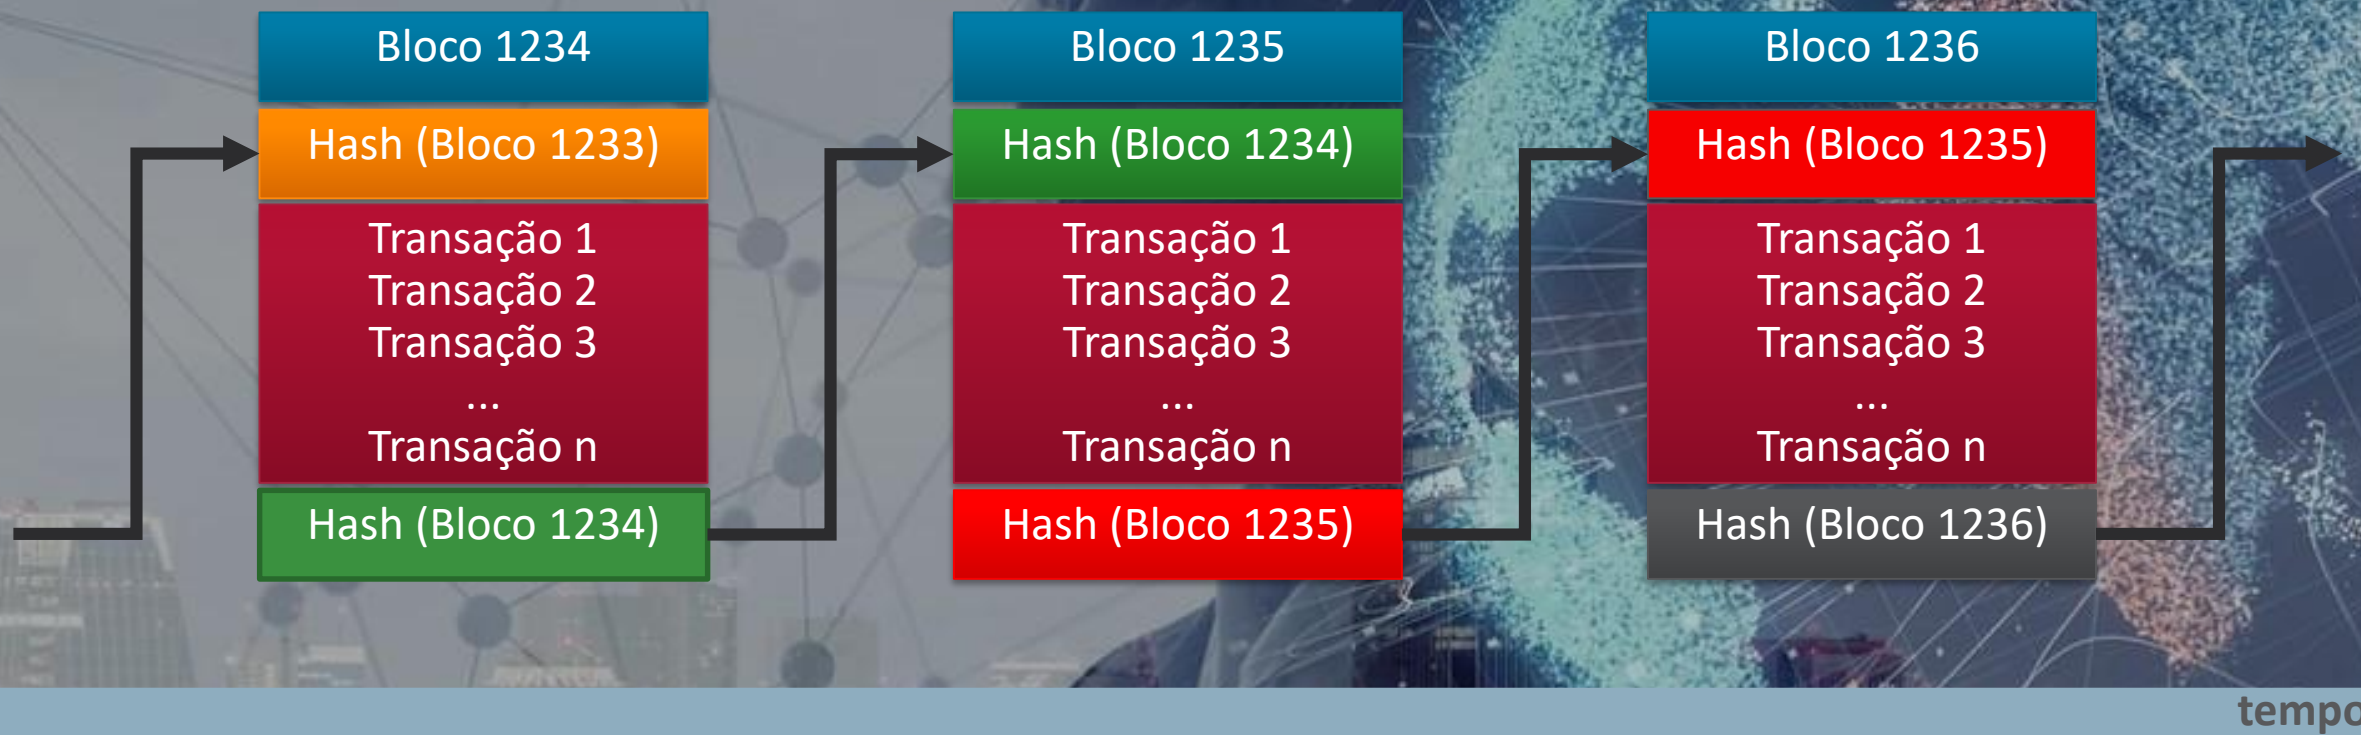 Bloco 1234
Hash (Bloco 1233)
Transação 1
Transação 2
Transação 3
...
Transação n
Hash (Bloco 1234)
Bloco 1235
Hash (Bloco 1234)
Transação 1
Transação 2
Transação 3
...
Transação n
Hash (Bloco 1235)
Bloco 1236
Hash (Bloco 1235)
Transação 1
Transação 2
Transação 3
...
Transação n
Hash (Bloco 1236)
tempo